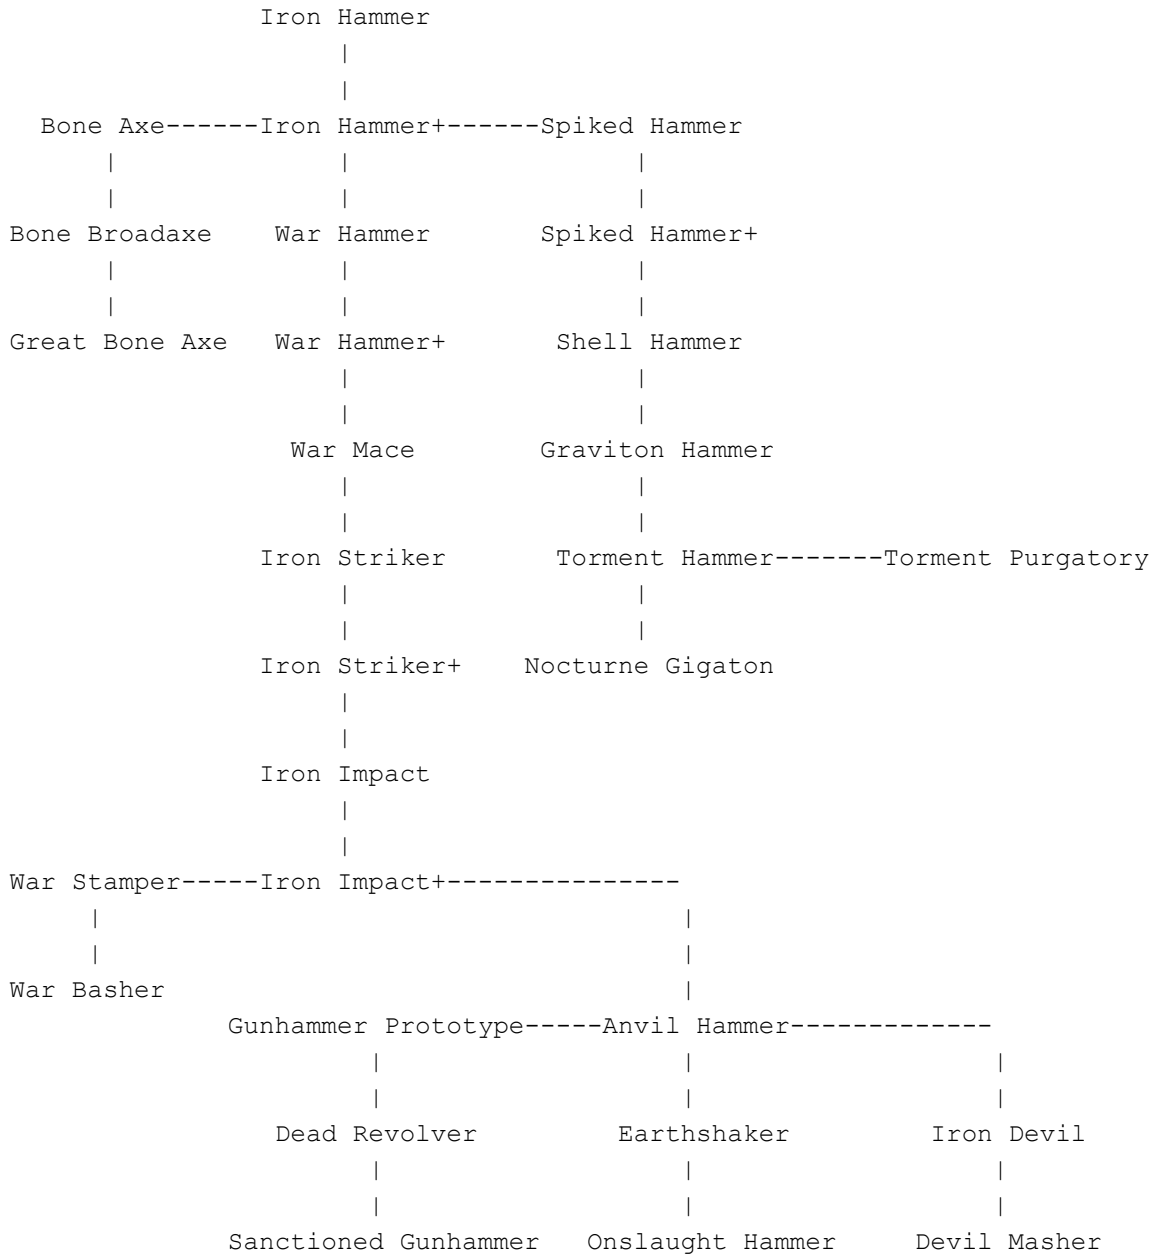 Iron Hammer
|
|
Bone Axe------Iron Hammer+------Spiked Hammer
| | |
| | |
Bone Broadaxe War Hammer Spiked Hammer+
| | |
| | |
Great Bone Axe War Hammer+ Shell Hammer
| |
| |
War Mace Graviton Hammer
| |
| |
Iron Striker Torment Hammer-------Torment Purgatory
| |
| |
Iron Striker+ Nocturne Gigaton
|
|
Iron Impact
|
|
War Stamper-----Iron Impact+---------------
| |
| |
War Basher |
Gunhammer Prototype-----Anvil Hammer-------------
| | |
| | |
Dead Revolver Earthshaker Iron Devil
| | |
| | |
Sanctioned Gunhammer Onslaught Hammer Devil Masher